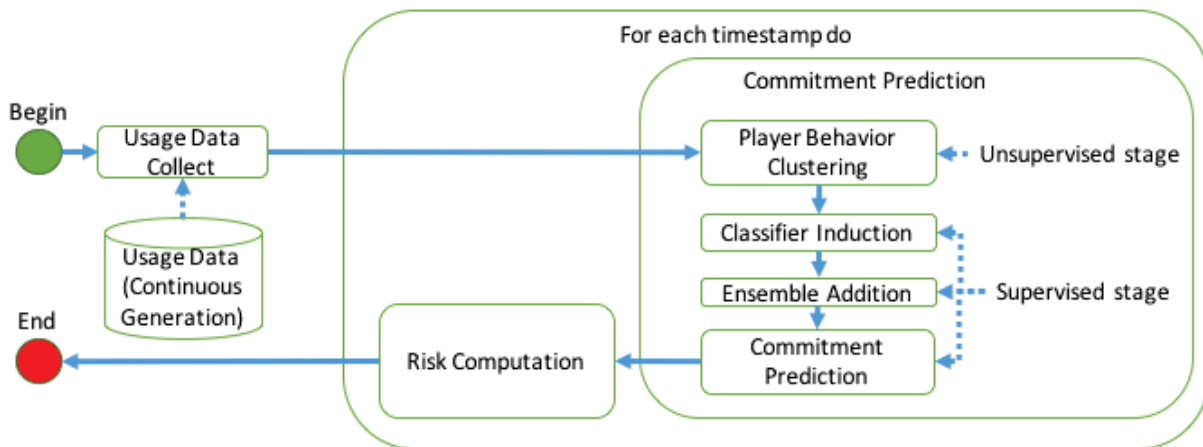 For each timestamp do
Commitment Prediction
Begin
Usage Data
Collect
Player Behavior
Clustering
Unsupervised stage
Usage Data
(Continuous
Generation)
Classifier Induction
Ensemble Addition
Supervised stage
End
Risk Computation
Commitment
Prediction